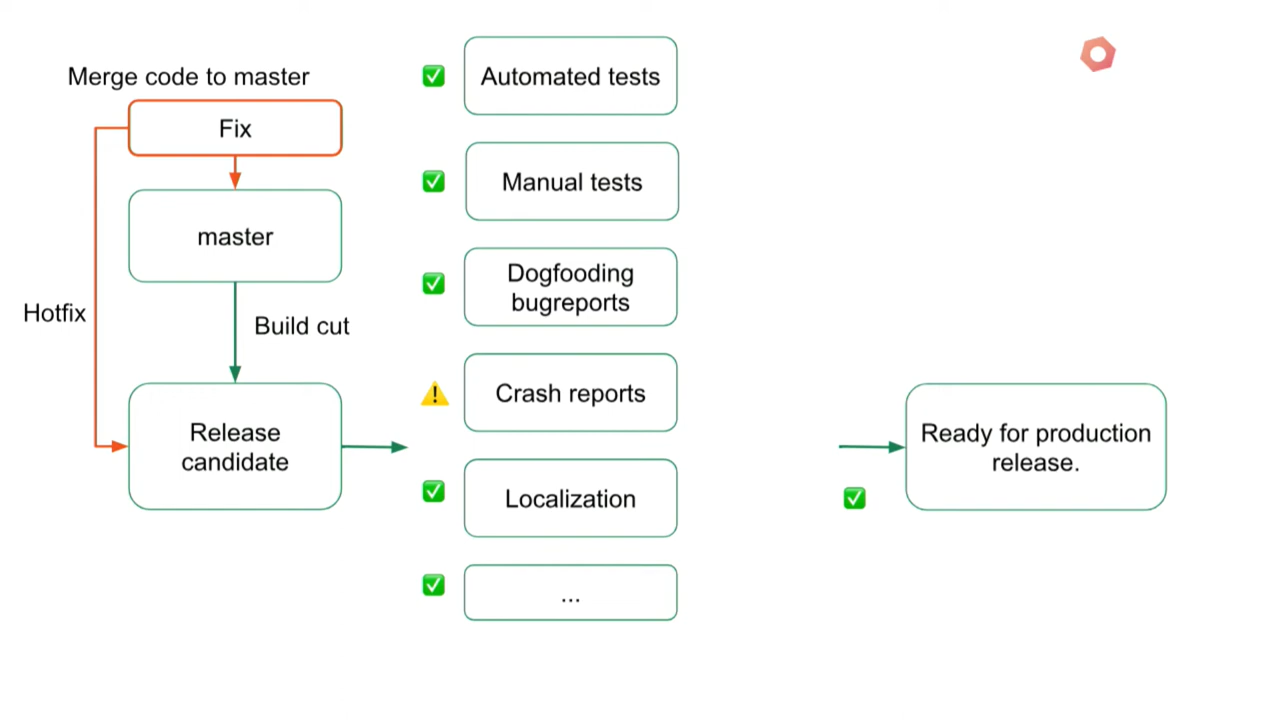 Merge code to master
Fix
master
Hotfix
Build cut
Release
candidate
Automated tests
Manual tests
Dogfooding
bugreports
Crash reports
Localization
...
Ready for production
release.